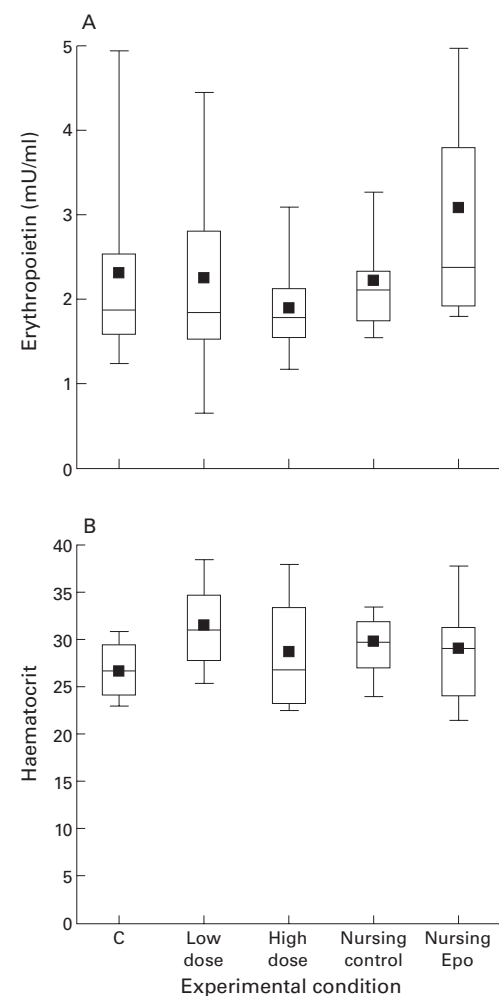 A
Erythropoietin (mU/ml)
5
4
3
2
1
0
B
Haematocrit
40
35
30
25
20
15
10
5
0
C
Low
dose
High
dose
Nursing
control
Nursing
Epo
Experimental condition